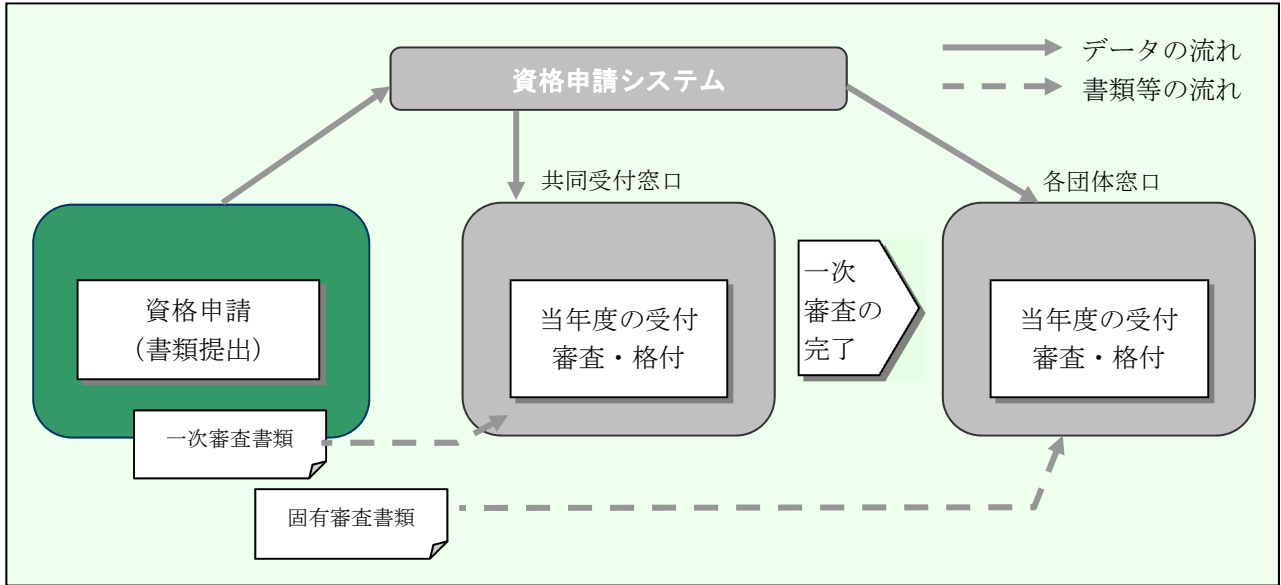 資格申請システム
データの流れ
書類等の流れ
共同受付窓口
各団体窓口
資格申請
（書類提出）
当年度の受付
審査・格付
一次
審査の
完了
当年度の受付
審査・格付
一次審査書類
固有審査書類